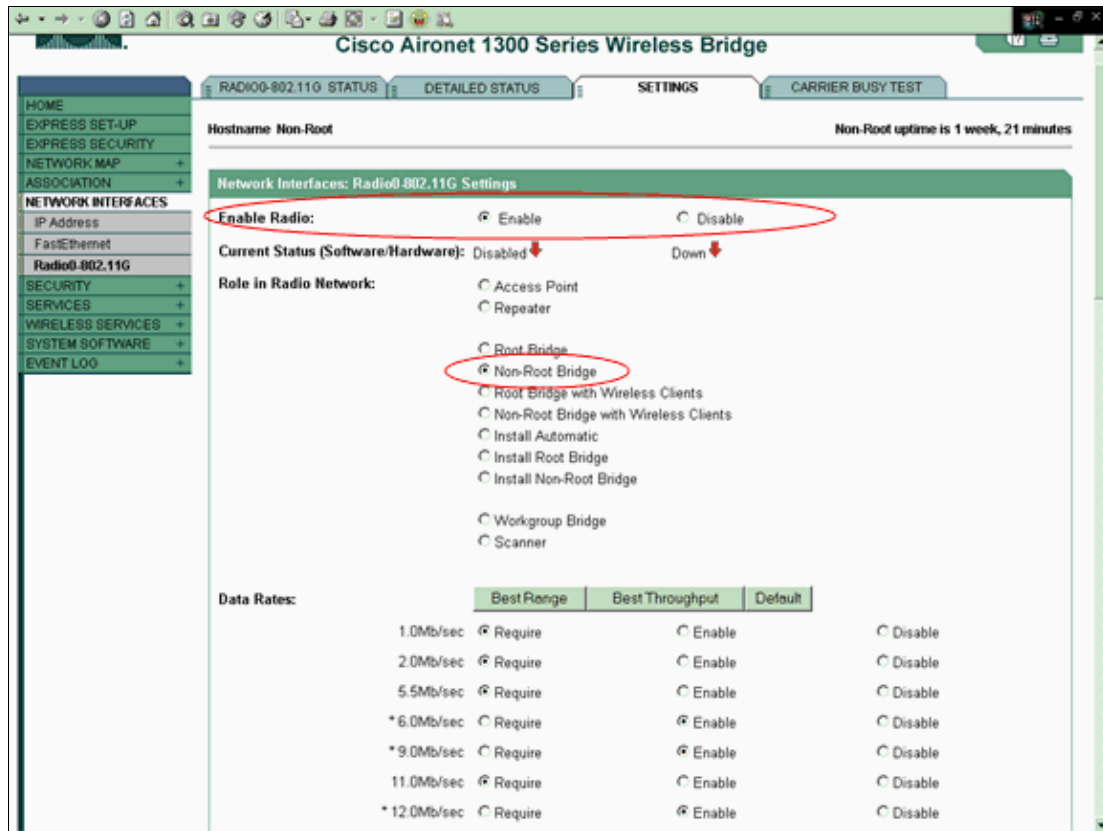 Cisco Aironet 1300 Series Wireless Bridge
RADIO0-802.11G STATUS
DETAILED STATUS
SETTINGS
CARRIER BUSY TEST
HOME
EXPRESS SET-UP
EXPRESS SECURITY
NETWORK MAP +
ASSOCIATION +
NETWORK INTERFACES
IP Address
FastEthernet
Radio0-802.11G
SECURITY +
SERVICES +
WIRELESS SERVICES +
SYSTEM SOFTWARE +
EVENT LOG +
Hostname Non-Root
Non-Root uptime is 1 week, 21 minutes
Network Interfaces: Radio0-802.11G Settings
Enable Radio: Enable Disable
Current Status (Software/Hardware): Disabled Down
Role in Radio Network: Access Point
Repeater
Root Bridge
Non-Root Bridge
Root Bridge with Wireless Clients
Non-Root Bridge with Wireless Clients
Install Automatic
Install Root Bridge
Install Non-Root Bridge
Workgroup Bridge
Scanner
Data Rates: Best Range Best Throughput Default
1.0Mb/sec Require Enable Disable
2.0Mb/sec Require Enable Disable
5.5Mb/sec Require Enable Disable
* 6.0Mb/sec Require Enable Disable
* 9.0Mb/sec Require Enable Disable
11.0Mb/sec Require Enable Disable
* 12.0Mb/sec Require Enable Disable